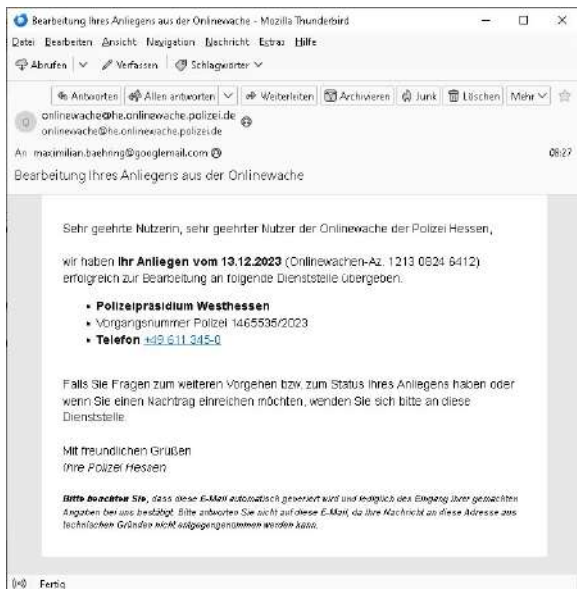 Bearbeitung Ihres Anliegens aus der Onlinewache - Mozilla Thunderbird
Datei Bearbeiten Ansicht Navigation Nachricht Extras Hilfe
Abrufen Verfassen Schlagwörter
Antworten Allen antworten Weiterleiten Archivieren Junk Löschen Mehr
onlinewache@he.onlinewache.polizei.de
onlinewache@he.onlinewache.polizei.de
An maximilian.baehring@googlemail.com 08:27
Bearbeitung Ihres Anliegens aus der Onlinewache
Sehr geehrte Nutzerin, sehr geehrter Nutzer der Onlinewache der Polizei Hessen,
wir haben Ihr Anliegen vom 13.12.2023 (Onlinewachen-Az. 1213 0824 6412)
erfolgreich zur Bearbeitung an folgende Dienststelle übergeben.
• Polizeipräsidium Westhessen
• Vorgangsnummer Polizei 1465535/2023
• Telefon +49 611 345-0
Falls Sie Fragen zum weiteren Vorgehen bzw. zum Status Ihres Anliegens haben oder
wenn Sie einen Nachtrag einreichen möchten, wenden Sie sich bitte an diese
Dienststelle.
Mit freundlichen Grüßen
Ihre Polizei Hessen
Bitte beachten Sie, dass diese E-Mail automatisch generiert wird und lediglich den Eingang Ihrer gemachten
Angaben bei uns bestätigt. Bitte antworten Sie nicht auf diese E-Mail, da Ihre Nachricht an diese Adresse aus
technischen Gründen nicht entgegengenommen werden kann.
Fertig